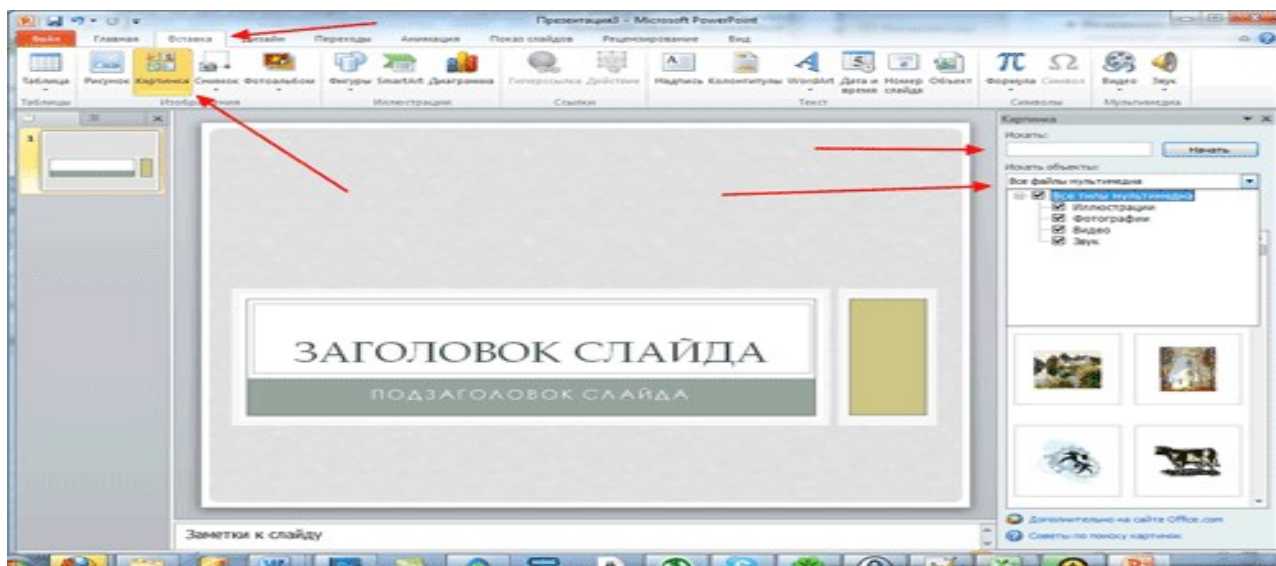 Презентация3 - Microsoft PowerPoint
Файл Главная Вставка Дизайн Переходы Анимация Показ слайдов Рецензирование Вид
Таблица Рисунок Картинка Снимок Фотоальбом Фигуры SmartArt Диаграмма Гиперссылка Действие Надпись Колонтитулы WordArt Дата и время Номер слайда Объект Формула Символ Видео Звук
Таблицы Изображения Иллюстрации Ссылки Текст Символы Мультимедиа
1
ЗАГОЛОВОК СЛАЙДА
ПОДЗАГОЛОВОК СЛАЙДА
Заметки к слайду
Картинка
Искать:
Начать
Искать объекты:
Все файлы мультимедиа
Все типы мультимедиа
Иллюстрации
Фотографии
Видео
Звук
Дополнительно на сайте Office.com
Советы по поиску картинок